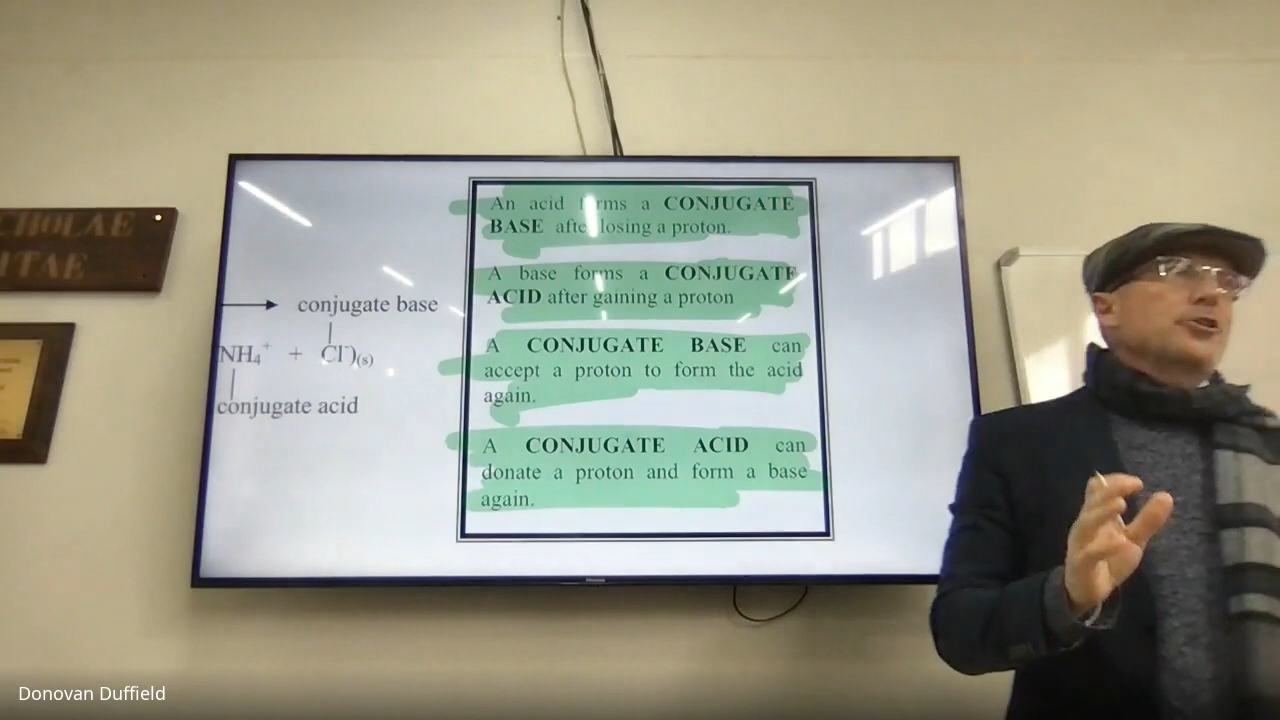 CHOLAE
ITAE
conjugate base
NH₄⁺ + Cl⁻)(s)
conjugate acid
An acid forms a CONJUGATE
BASE after losing a proton.
A base forms a CONJUGATE
ACID after gaining a proton
A CONJUGATE BASE can
accept a proton to form the acid
again.
A CONJUGATE ACID can
donate a proton and form a base
again.
Donovan Duffield